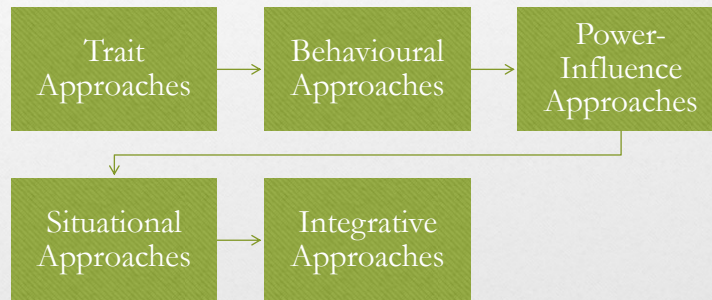 Trait
Approaches
Behavioural
Approaches
Power-
Influence
Approaches
Situational
Approaches
Integrative
Approaches